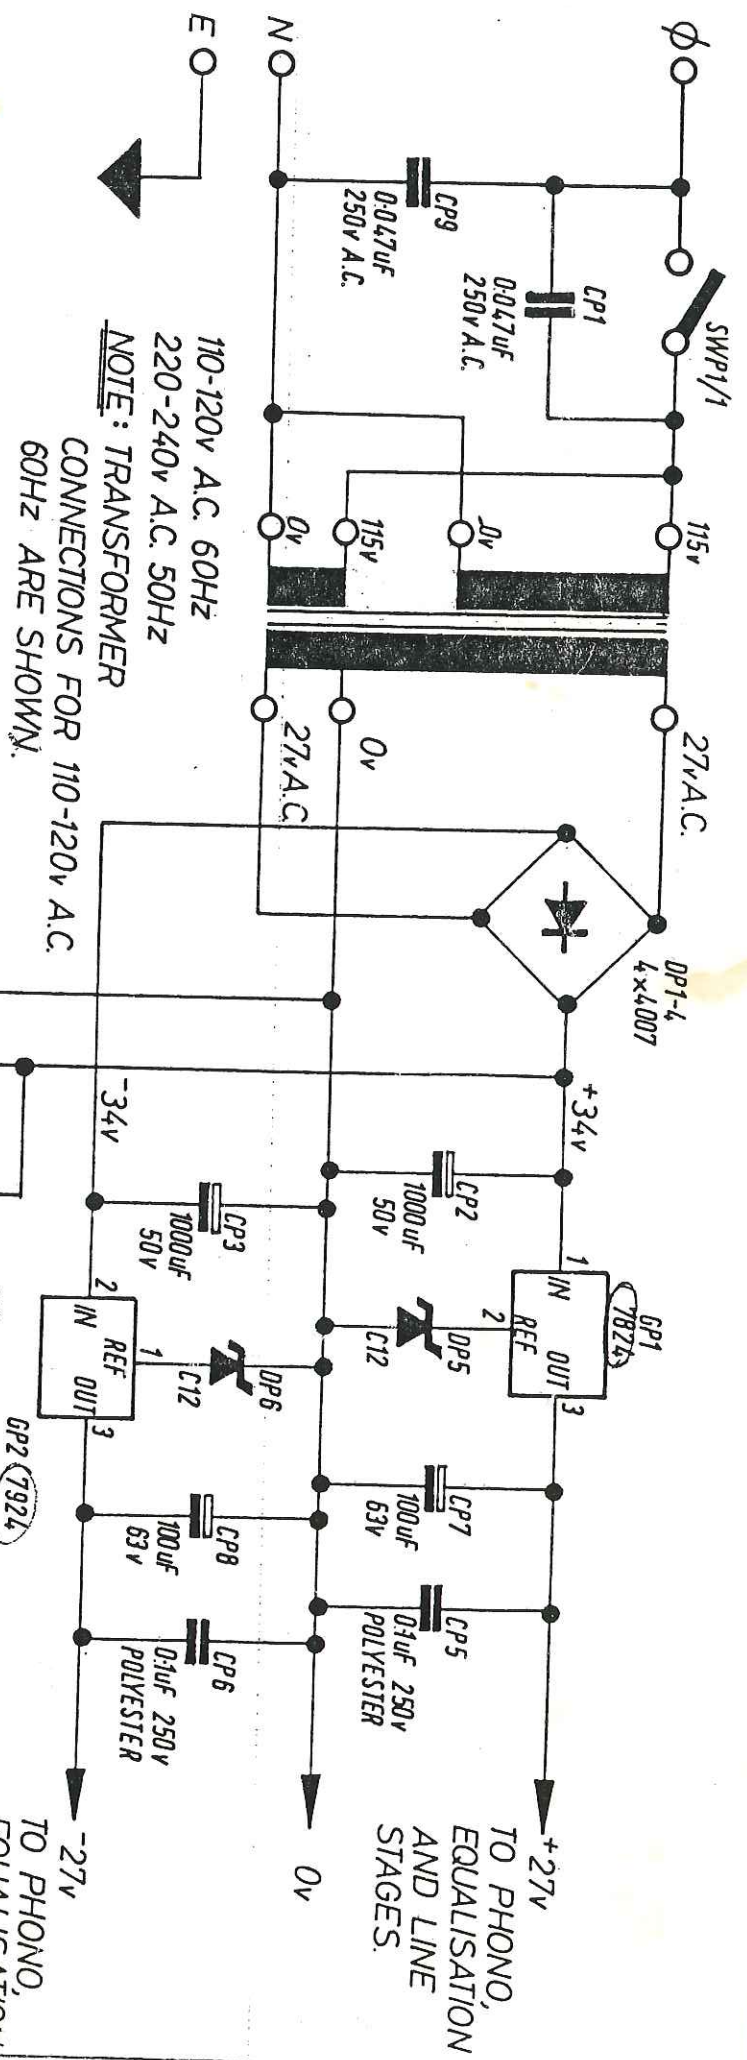 ϕ
N
E
SWP1/1
CP1
0·047uF
250v A.C.
CP9
0·047uF
250v A.C.
115v
0v
115v
0v
110-120v A.C. 60Hz
220-240v A.C. 50Hz
NOTE: TRANSFORMER
CONNECTIONS FOR 110-120v A.C.
60Hz ARE SHOWN.
27v A.C.
0v
27v A.C.
DP1-4
4x4007
+34v
-34v
CP2
1000uF
50v
CP3
1000uF
50v
GP1
7824
1
IN
OUT
3
REF
2
DP5
C12
DP6
C12
1
REF
2
IN
OUT
3
GP2
7924
CP7
100uF
63v
CP8
100uF
63v
CP5
0·1uF 250v
POLYESTER
CP6
0·1uF 250v
POLYESTER
+27v
TO PHONO,
EQUALISATION
AND LINE
STAGES.
0v
-27v
TO PHONO,
EQUALISATION